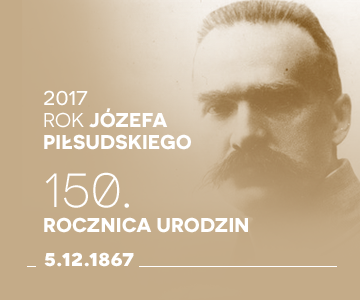 2017
ROK JÓZEFA
PIŁSUDSKIEGO
150.
ROCZNICA URODZIN
5.12.1867